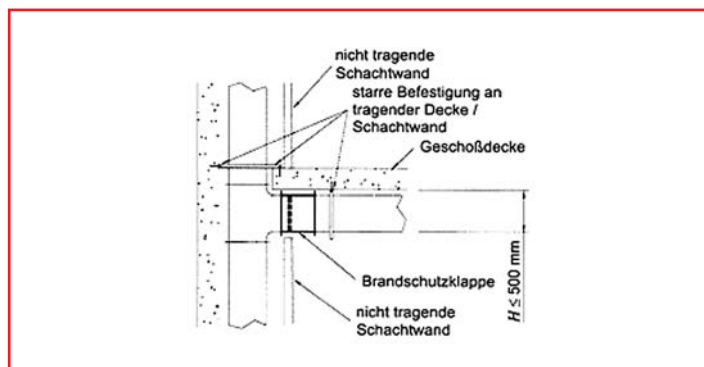 nicht tragende
Schachtwand
starre Befestigung an
tragender Decke /
Schachtwand
Geschoßdecke
H ≤ 500 mm
Brandschutzklappe
nicht tragende
Schachtwand